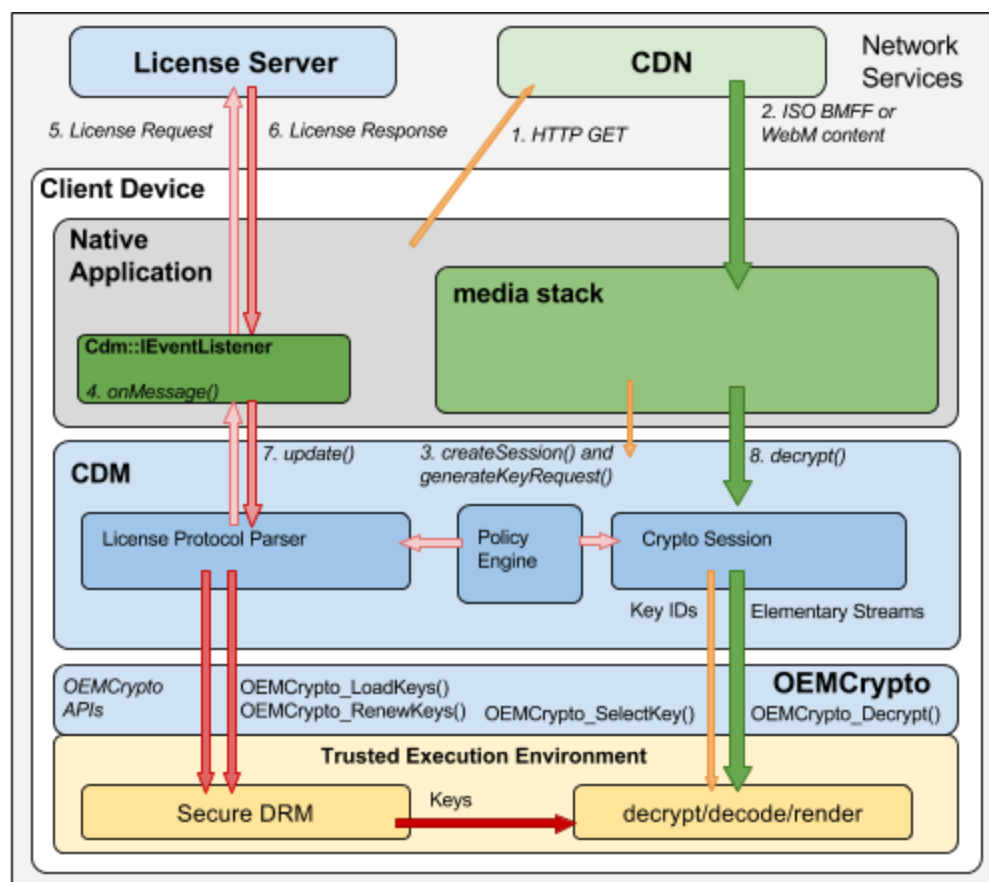 License Server
CDN
Network
Services
5. License Request
6. License Response
1. HTTP GET
2. ISO BMFF or
WebM content
Client Device
Native
Application
media stack
Cdm::IEventListener
4. onMessage()
7. update()
3. createSession() and
generateKeyRequest()
8. decrypt()
CDM
License Protocol Parser
Policy
Engine
Crypto Session
Key IDs
Elementary Streams
OEMCrypto
APIs
OEMCrypto_LoadKeys()
OEMCrypto_RenewKeys()
OEMCrypto_SelectKey()
OEMCrypto
OEMCrypto_Decrypt()
Trusted Execution Environment
Secure DRM
Keys
decrypt/decode/render